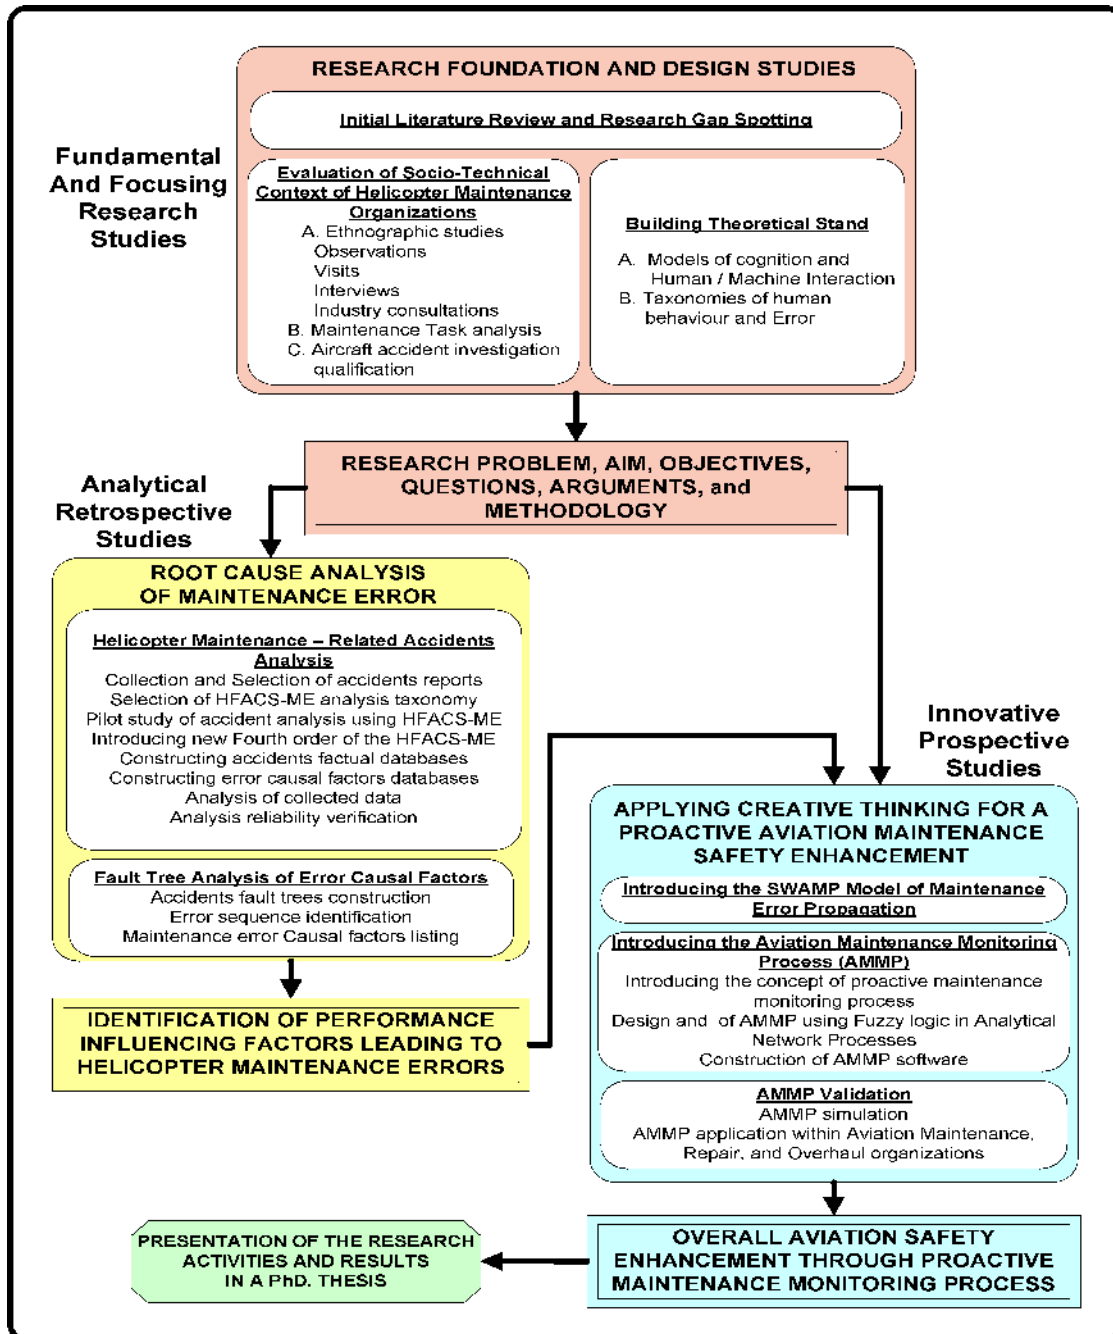 RESEARCH FOUNDATION AND DESIGN STUDIES
Initial Literature Review and Research Gap Spotting
Fundamental
And Focusing
Research
Studies
Evaluation of Socio-Technical
Context of Helicopter Maintenance
Organizations
A. Ethnographic studies
Observations
Visits
Interviews
Industry consultations
B. Maintenance Task analysis
C. Aircraft accident investigation
qualification
Building Theoretical Stand
A. Models of cognition and
Human / Machine Interaction
B. Taxonomies of human
behaviour and Error
RESEARCH PROBLEM, AIM, OBJECTIVES,
QUESTIONS, ARGUMENTS, and
METHODOLOGY
Analytical
Retrospective
Studies
ROOT CAUSE ANALYSIS
OF MAINTENANCE ERROR
Helicopter Maintenance – Related Accidents
Analysis
Collection and Selection of accidents reports
Selection of HFACS-ME analysis taxonomy
Pilot study of accident analysis using HFACS-ME
Introducing new Fourth order of the HFACS-ME
Constructing accidents factual databases
Constructing error causal factors databases
Analysis of collected data
Analysis reliability verification
Fault Tree Analysis of Error Causal Factors
Accidents fault trees construction
Error sequence identification
Maintenance error Causal factors listing
IDENTIFICATION OF PERFORMANCE
INFLUENCING FACTORS LEADING TO
HELICOPTER MAINTENANCE ERRORS
Innovative
Prospective
Studies
APPLYING CREATIVE THINKING FOR A
PROACTIVE AVIATION MAINTENANCE
SAFETY ENHANCEMENT
Introducing the SWAMP Model of Maintenance
Error Propagation
Introducing the Aviation Maintenance Monitoring
Process (AMMP)
Introducing the concept of proactive maintenance
monitoring process
Design and of AMMP using Fuzzy logic in Analytical
Network Processes
Construction of AMMP software
AMMP Validation
AMMP simulation
AMMP application within Aviation Maintenance,
Repair, and Overhaul organizations
OVERALL AVIATION SAFETY
ENHANCEMENT THROUGH PROACTIVE
MAINTENANCE MONITORING PROCESS
PRESENTATION OF THE RESEARCH
ACTIVITIES AND RESULTS
IN A PhD. THESIS